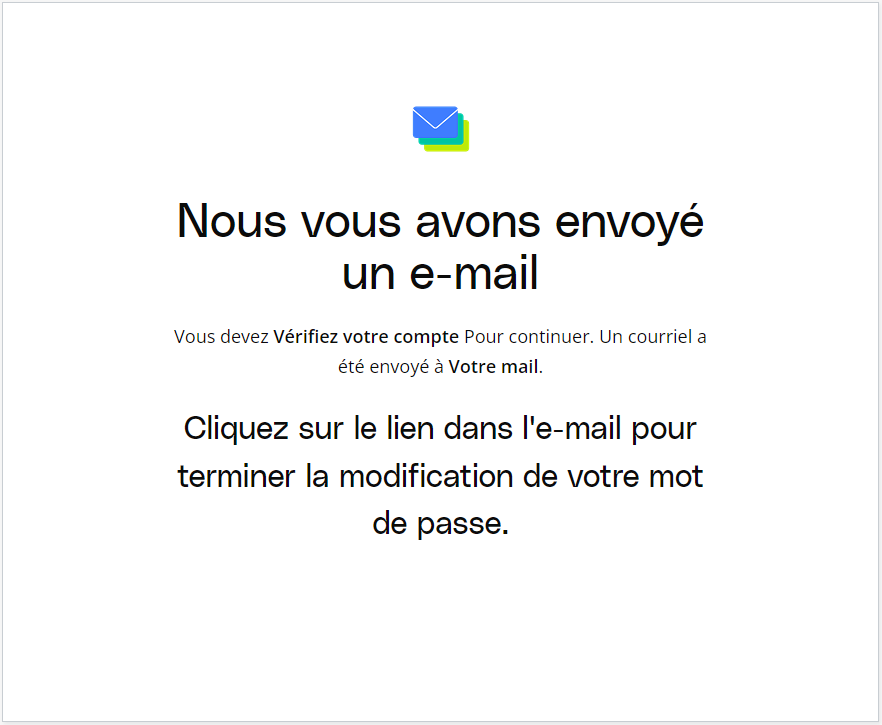 Nous vous avons envoyé
un e-mail
Vous devez Vérifiez votre compte Pour continuer. Un courriel a
été envoyé à Votre mail.
Cliquez sur le lien dans l'e-mail pour
terminer la modification de votre mot
de passe.